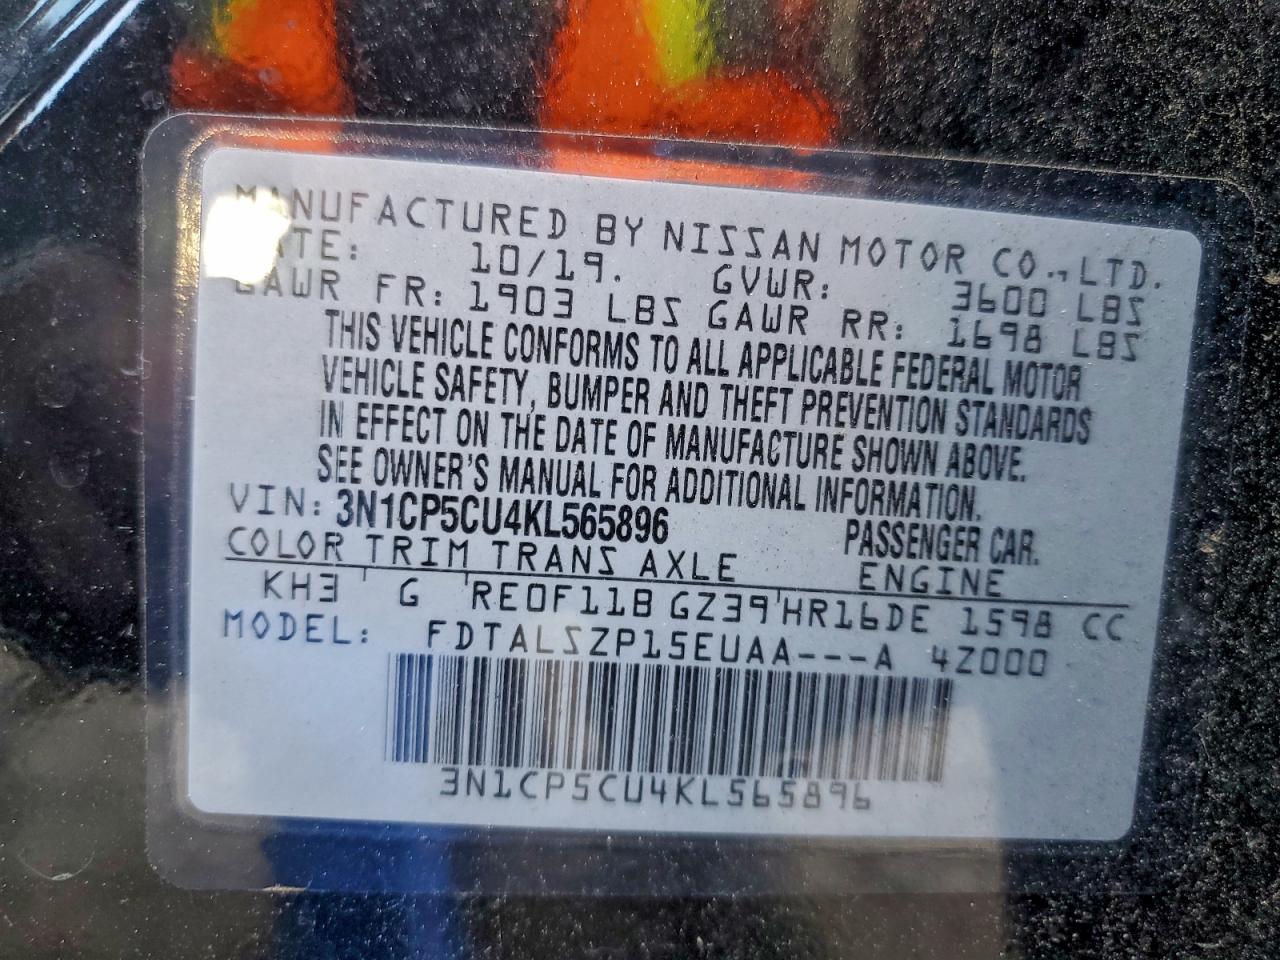 MANUFACTURED BY NISSAN MOTOR CO., LTD.
DATE: 10/19. GVWR: 3600 LBS
GAWR FR: 1903 LBS GAWR RR: 1698 LBS
THIS VEHICLE CONFORMS TO ALL APPLICABLE FEDERAL MOTOR
VEHICLE SAFETY, BUMPER AND THEFT PREVENTION STANDARDS
IN EFFECT ON THE DATE OF MANUFACTURE SHOWN ABOVE.
SEE OWNER'S MANUAL FOR ADDITIONAL INFORMATION.
VIN: 3N1CP5CU4KL565896 PASSENGER CAR.
COLOR TRIM TRANS AXLE ENGINE
KH3 G RE0F11B GZ39 HR16DE 1598 CC
MODEL: FDTALSZP15EUAA---A 4Z000
3N1CP5CU4KL565896